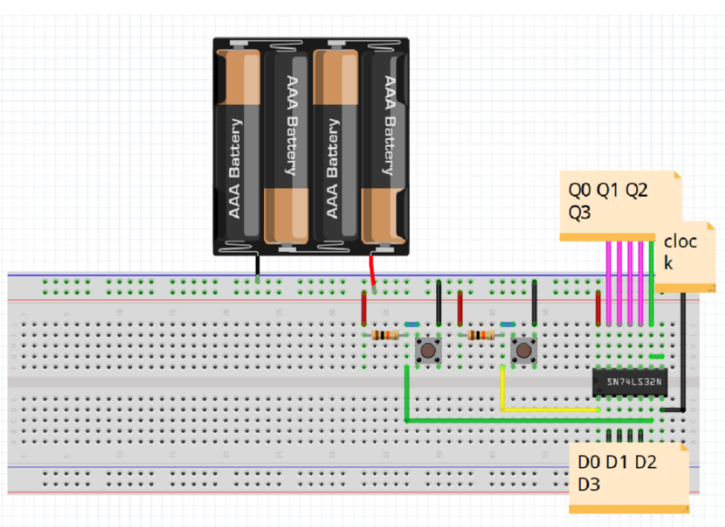 AAA Battery
AAA Battery
AAA Battery
AAA Battery
Q0 Q1 Q2
Q3
cloc
k
SN74LS32N
D0 D1 D2
D3